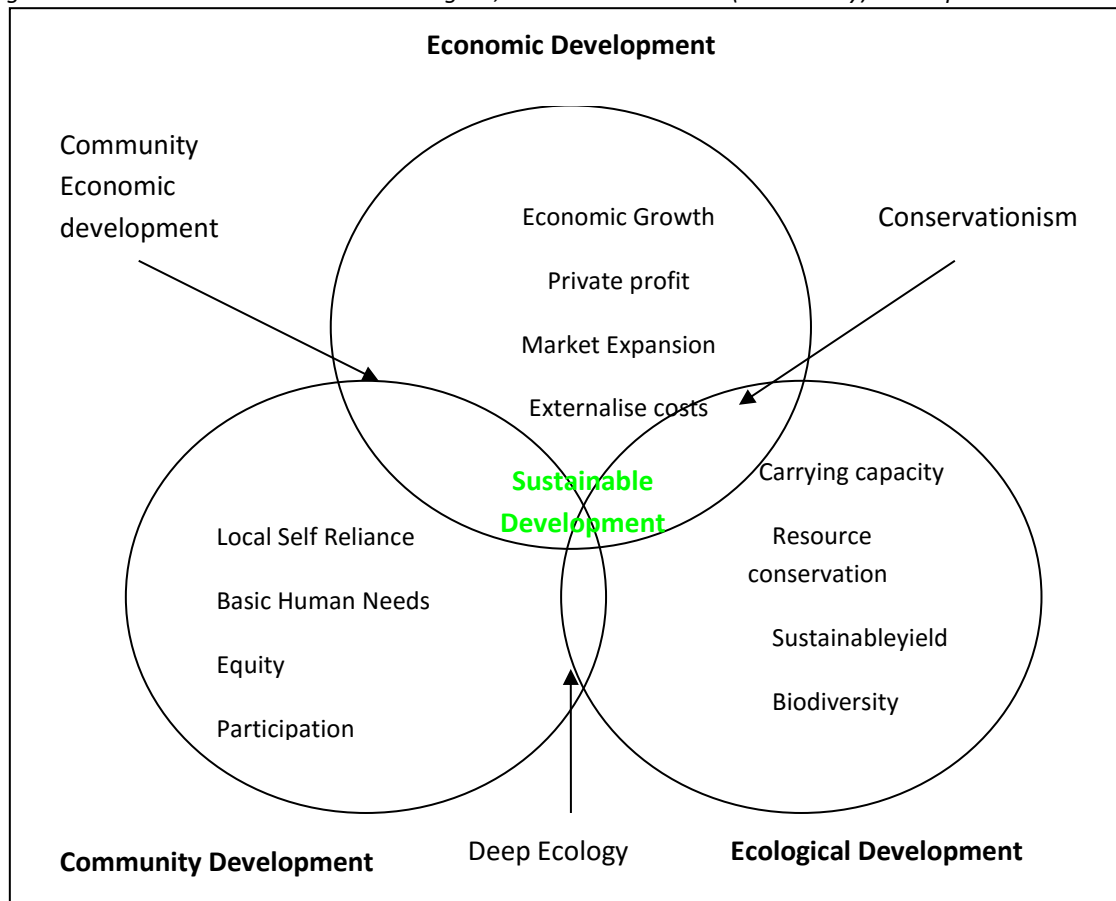 Economic Development
Community
Economic
development
Conservationism
Economic Growth
Private profit
Market Expansion
Externalise costs
Sustainable
Development
Carrying capacity
Resource
conservation
Sustainableyield
Biodiversity
Local Self Reliance
Basic Human Needs
Equity
Participation
Community Development
Deep Ecology
Ecological Development